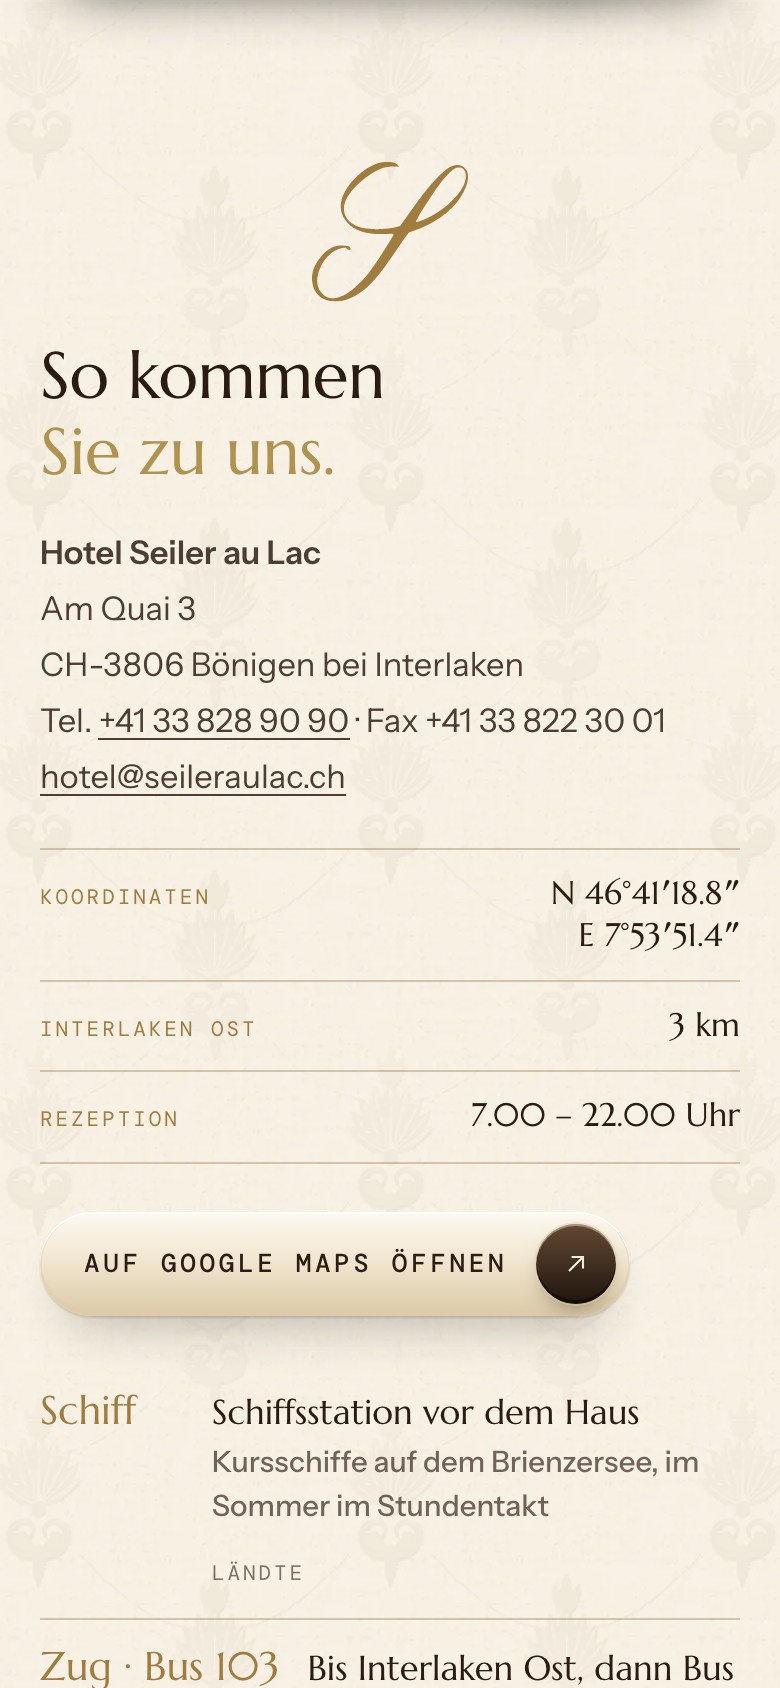 S
So kommen
Sie zu uns.
Hotel Seiler au Lac
Am Quai 3
CH-3806 Bönigen bei Interlaken
Tel. +41 33 828 90 90 · Fax +41 33 822 30 01
hotel@seileraulac.ch
KOORDINATEN N 46°41′18.8″
E 7°53′51.4″
INTERLAKEN OST 3 km
REZEPTION 7.00 – 22.00 Uhr
AUF GOOGLE MAPS ÖFFNEN
Schiff Schiffsstation vor dem Haus
Kursschiffe auf dem Brienzersee, im
Sommer im Stundentakt
LÄNDTE
Zug · Bus 103 Bis Interlaken Ost, dann Bus